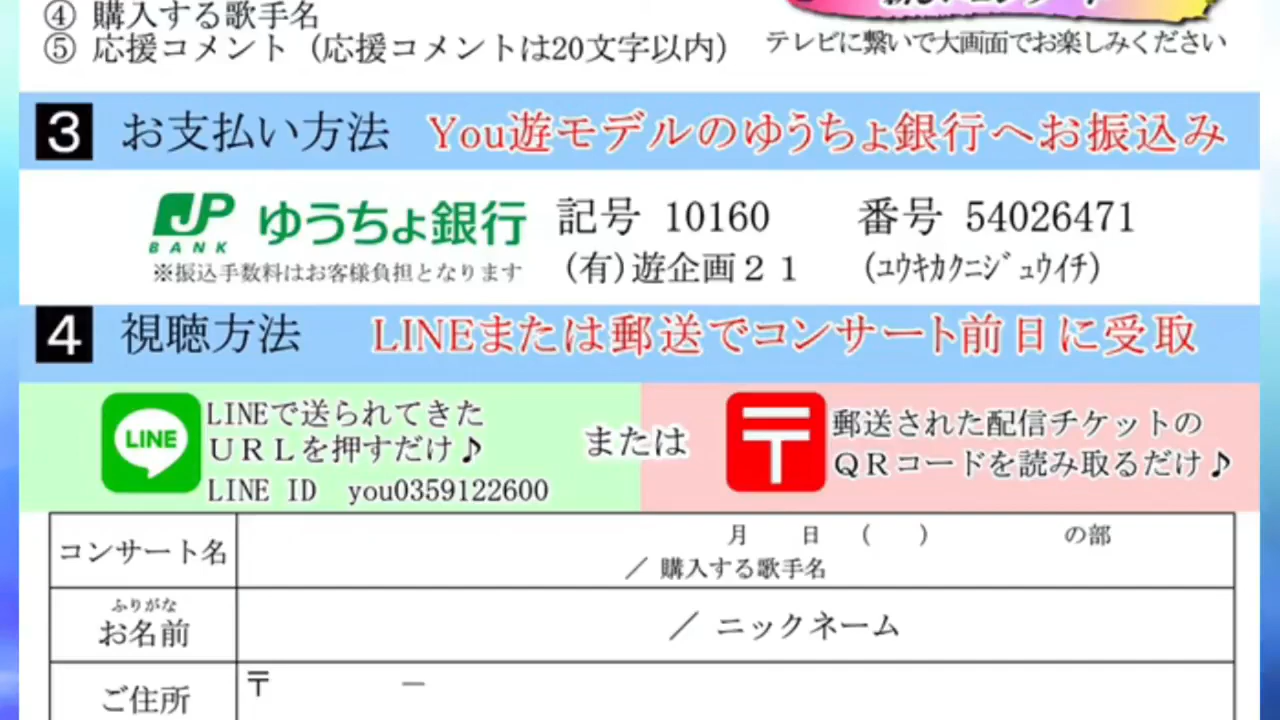 ④ 購入する歌手名
⑤ 応援コメント (応援コメントは20文字以内)
テレビに繋いで大画面でお楽しみください
3 お支払い方法 You遊モデルのゆうちょ銀行へお振込み
JP BANK ゆうちょ銀行 記号 10160 番号 54026471
※振込手数料はお客様負担となります (有)遊企画21 (ﾕｳｷｶｸﾆｼﾞｭｳｲﾁ)
4 視聴方法 LINEまたは郵送でコンサート前日に受取
LINE
LINEで送られてきた
URLを押すだけ♪
LINE ID you0359122600
または
〒
郵送された配信チケットの
QRコードを読み取るだけ♪
コンサート名 月 日 ( ) の部
／ 購入する歌手名
ふりがな
お名前 ／ ニックネーム
ご住所 〒 －